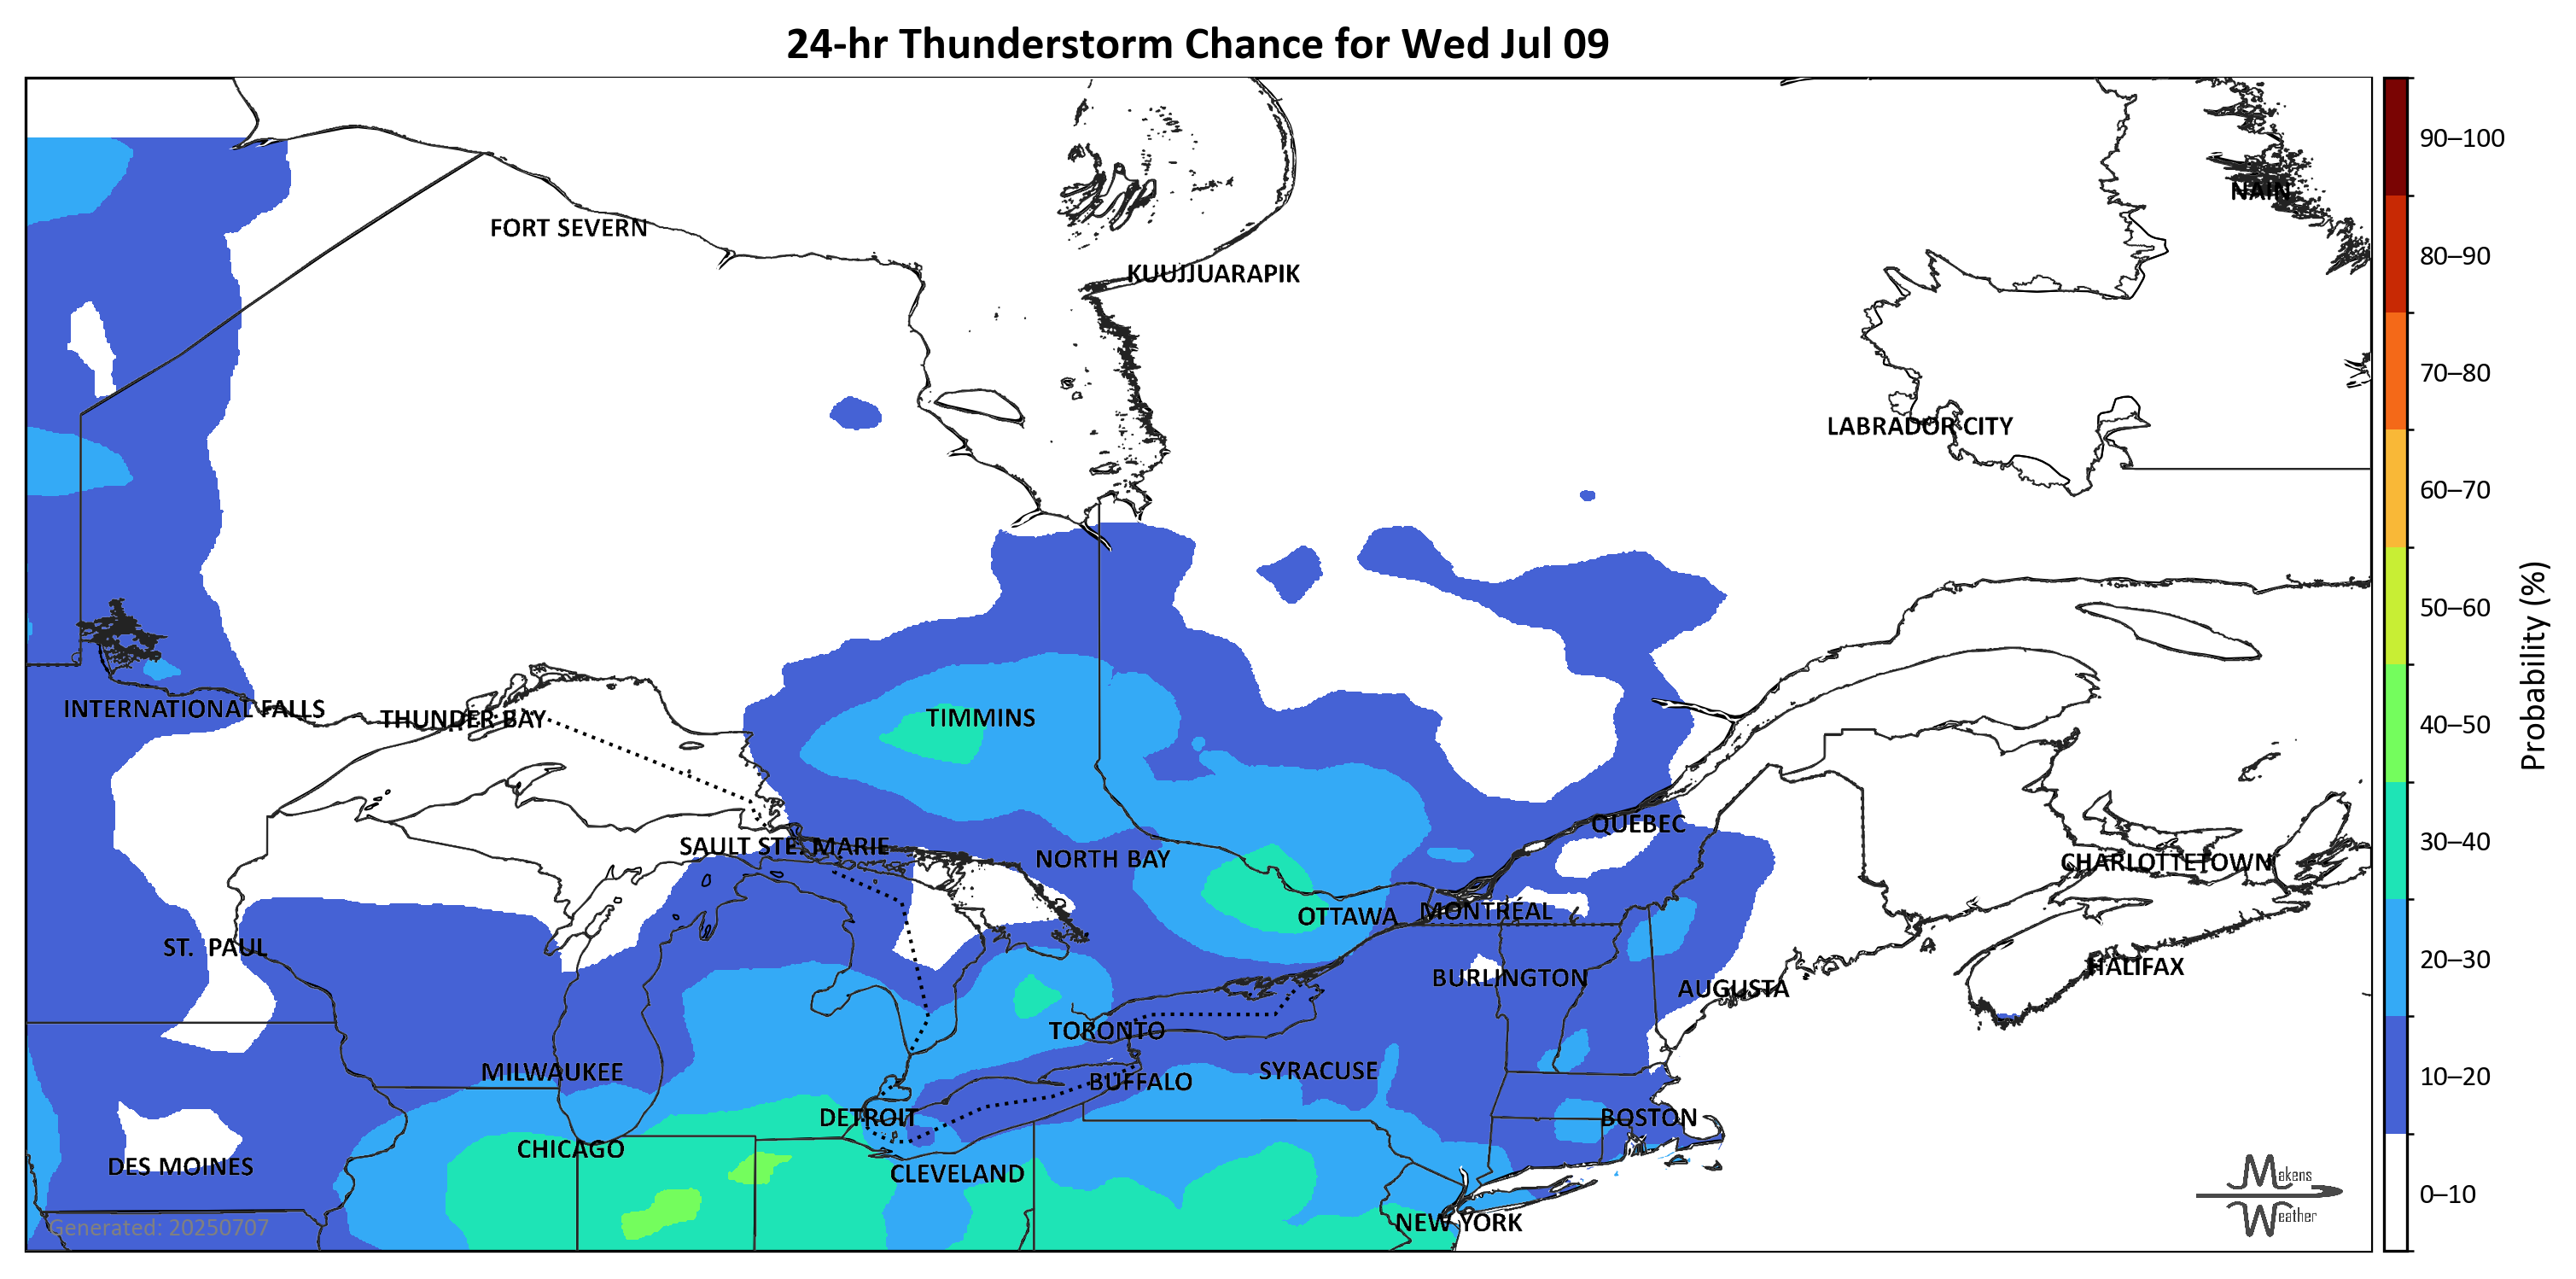 24-hr Thunderstorm Chance for Wed Jul 09
90–100
NAIN
FORT SEVERN
80–90
KUUJJUARAPIK
70–80
LABRADOR CITY
60–70
50–60
Probability (%)
INTERNATIONAL FALLS
THUNDER BAY
TIMMINS
40–50
QUEBEC
SAULT STE. MARIE
NORTH BAY
30–40
CHARLOTTETOWN
OTTAWA
MONTRÉAL
ST. PAUL
20–30
HALIFAX
BURLINGTON
AUGUSTA
TORONTO
MILWAUKEE
SYRACUSE
10–20
BUFFALO
DETROIT
BOSTON
CHICAGO
DES MOINES
CLEVELAND
Makens
Weather
0–10
Generated: 20250707
NEW YORK